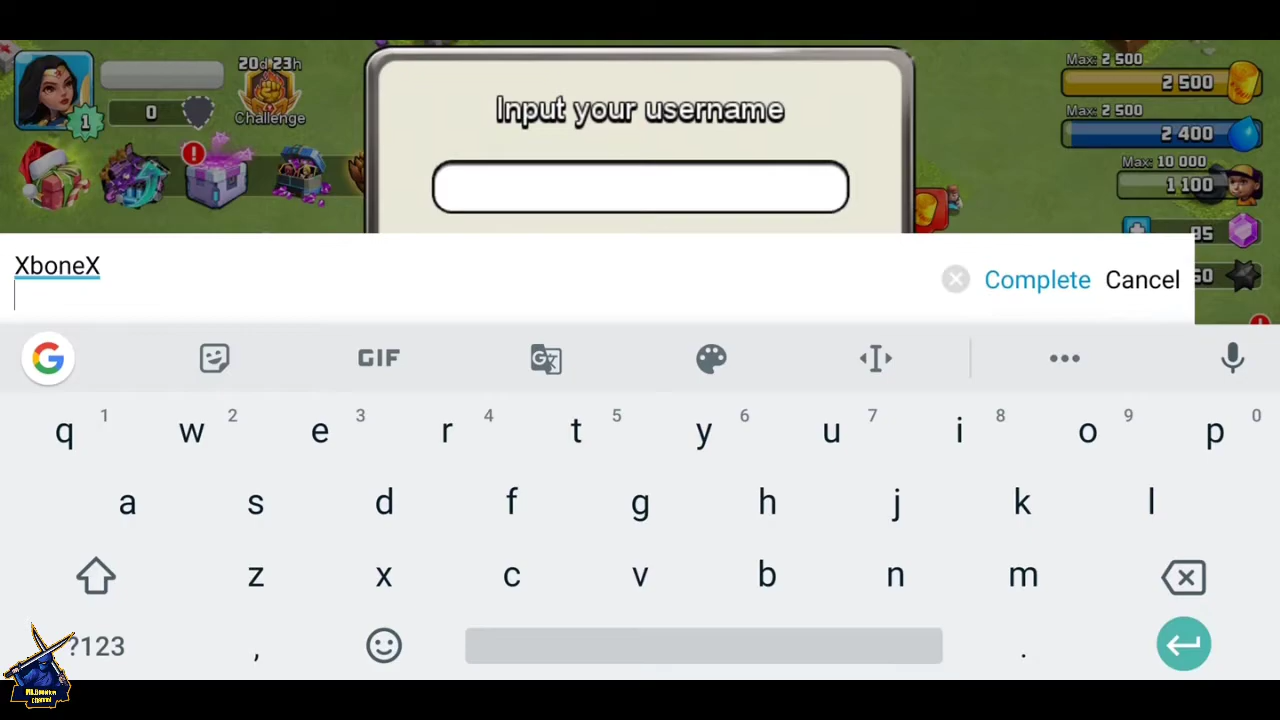 20d 23h
Max: 2 500
2 500
1
0
Challenge
Input your username
Max: 2 500
2 400
Max: 10 000
1 100
XboneX
Complete Cancel
GIF
q 1 w 2 e 3 r 4 t 5 y 6 u 7 i 8 o 9 p 0
a s d f g h j k l
z x c v b n m
?123 , .